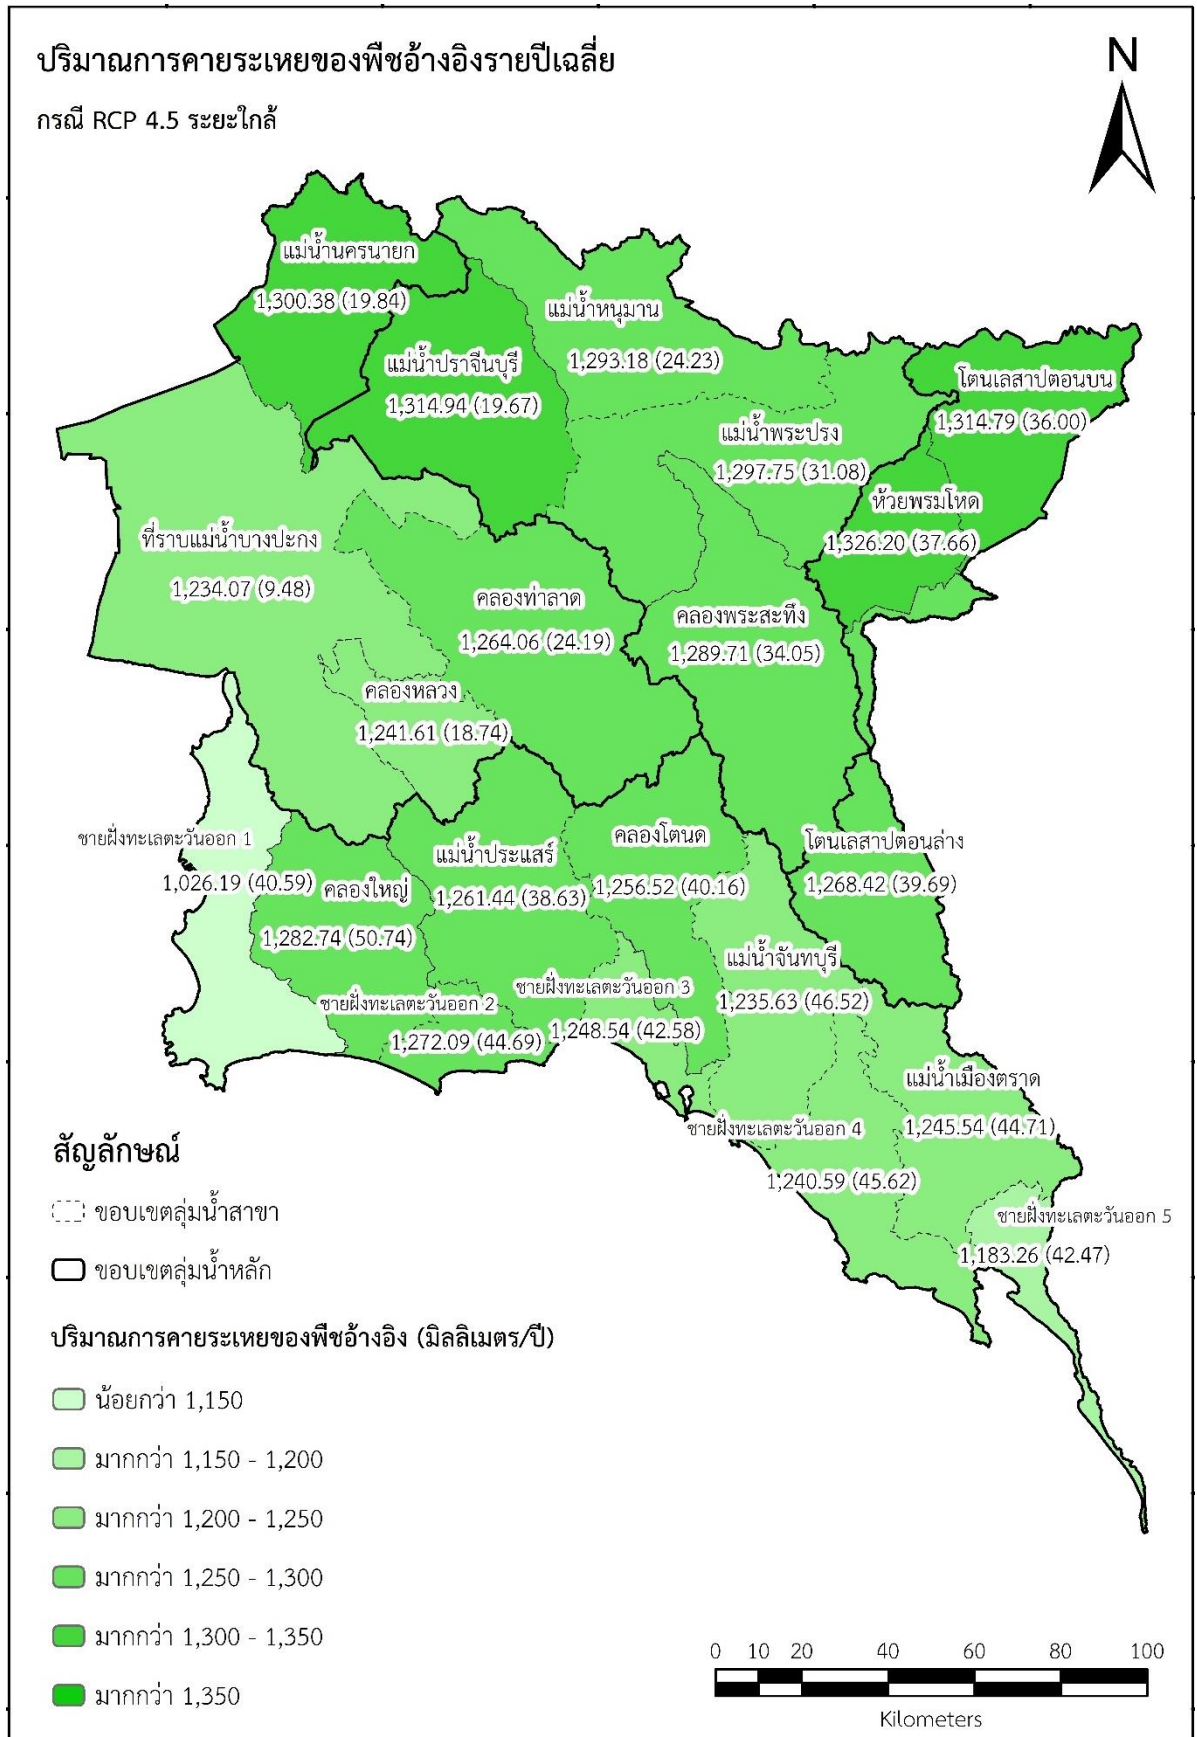 ปริมาณการคายระเหยของพืชอ้างอิงรายปีเฉลี่ย
กรณี RCP 4.5 ระยะใกล้
N
แม่น้ำนครนายก
1,300.38 (19.84)
แม่น้ำหนุมาน
1,293.18 (24.23)
แม่น้ำปราจีนบุรี
1,314.94 (19.67)
โตนเลสาปตอนบน
1,314.79 (36.00)
แม่น้ำพระปรง
1,297.75 (31.08)
ห้วยพรมโหด
1,326.20 (37.66)
ที่ราบแม่น้ำบางปะกง
1,234.07 (9.48)
คลองท่าลาด
1,264.06 (24.19)
คลองพระสะทึง
1,289.71 (34.05)
คลองหลวง
1,241.61 (18.74)
ชายฝั่งทะเลตะวันออก 1
1,026.19 (40.59)
คลองใหญ่
1,282.74 (50.74)
แม่น้ำประแสร์
1,261.44 (38.63)
คลองโตนด
1,256.52 (40.16)
โตนเลสาปตอนล่าง
1,268.42 (39.69)
แม่น้ำจันทบุรี
1,235.63 (46.52)
ชายฝั่งทะเลตะวันออก 2
1,272.09 (44.69)
ชายฝั่งทะเลตะวันออก 3
1,248.54 (42.58)
แม่น้ำเมืองตราด
1,245.54 (44.71)
ชายฝั่งทะเลตะวันออก 4
1,240.59 (45.62)
ชายฝั่งทะเลตะวันออก 5
1,183.26 (42.47)
สัญลักษณ์
ขอบเขตลุ่มน้ำสาขา
ขอบเขตลุ่มน้ำหลัก
ปริมาณการคายระเหยของพืชอ้างอิง (มิลลิเมตร/ปี)
น้อยกว่า 1,150
มากกว่า 1,150 - 1,200
มากกว่า 1,200 - 1,250
มากกว่า 1,250 - 1,300
มากกว่า 1,300 - 1,350
มากกว่า 1,350
0 10 20 40 60 80 100
Kilometers